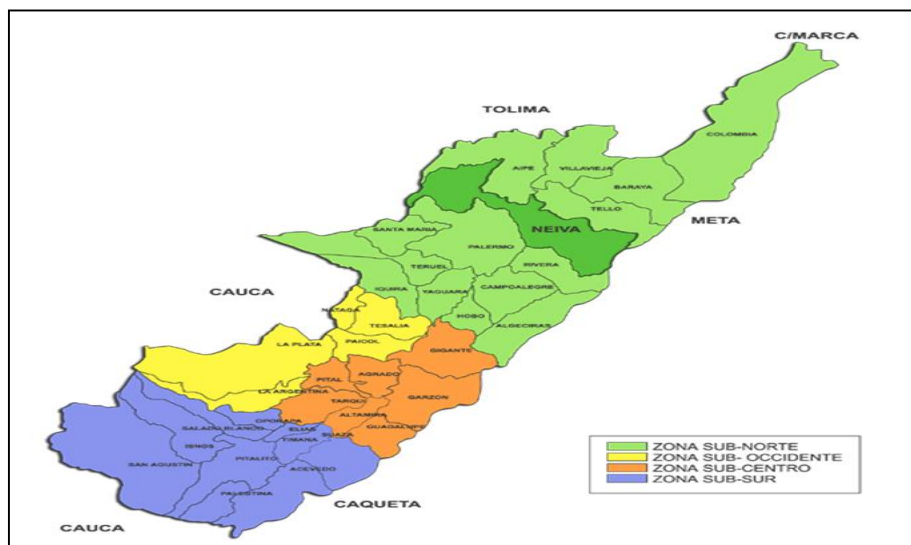 C/MARCA
TOLIMA
COLOMBIA
AIPE
VILLAVIEJA
BARAYA
TELLO
META
NEIVA
SANTA MARIA
PALERMO
RIVERA
TERUEL
CAUCA
IQUIRA
YAGUARA
CAMPOALEGRE
NATAGA
HOBO
TESALIA
ALGECIRAS
LA PLATA
PAICOL
GIGANTE
PITAL
AGRADO
LA ARGENTINA
GARZON
TARQUI
ALTAMIRA
OPORAPA
SALADOBLANCO
ELIAS
GUADALUPE
SUAZA
TIMANA
ISNOS
PITALITO
SAN AGUSTIN
ACEVEDO
PALESTINA
CAQUETA
CAUCA
ZONA SUB-NORTE
ZONA SUB- OCCIDENTE
ZONA SUB-CENTRO
ZONA SUB-SUR